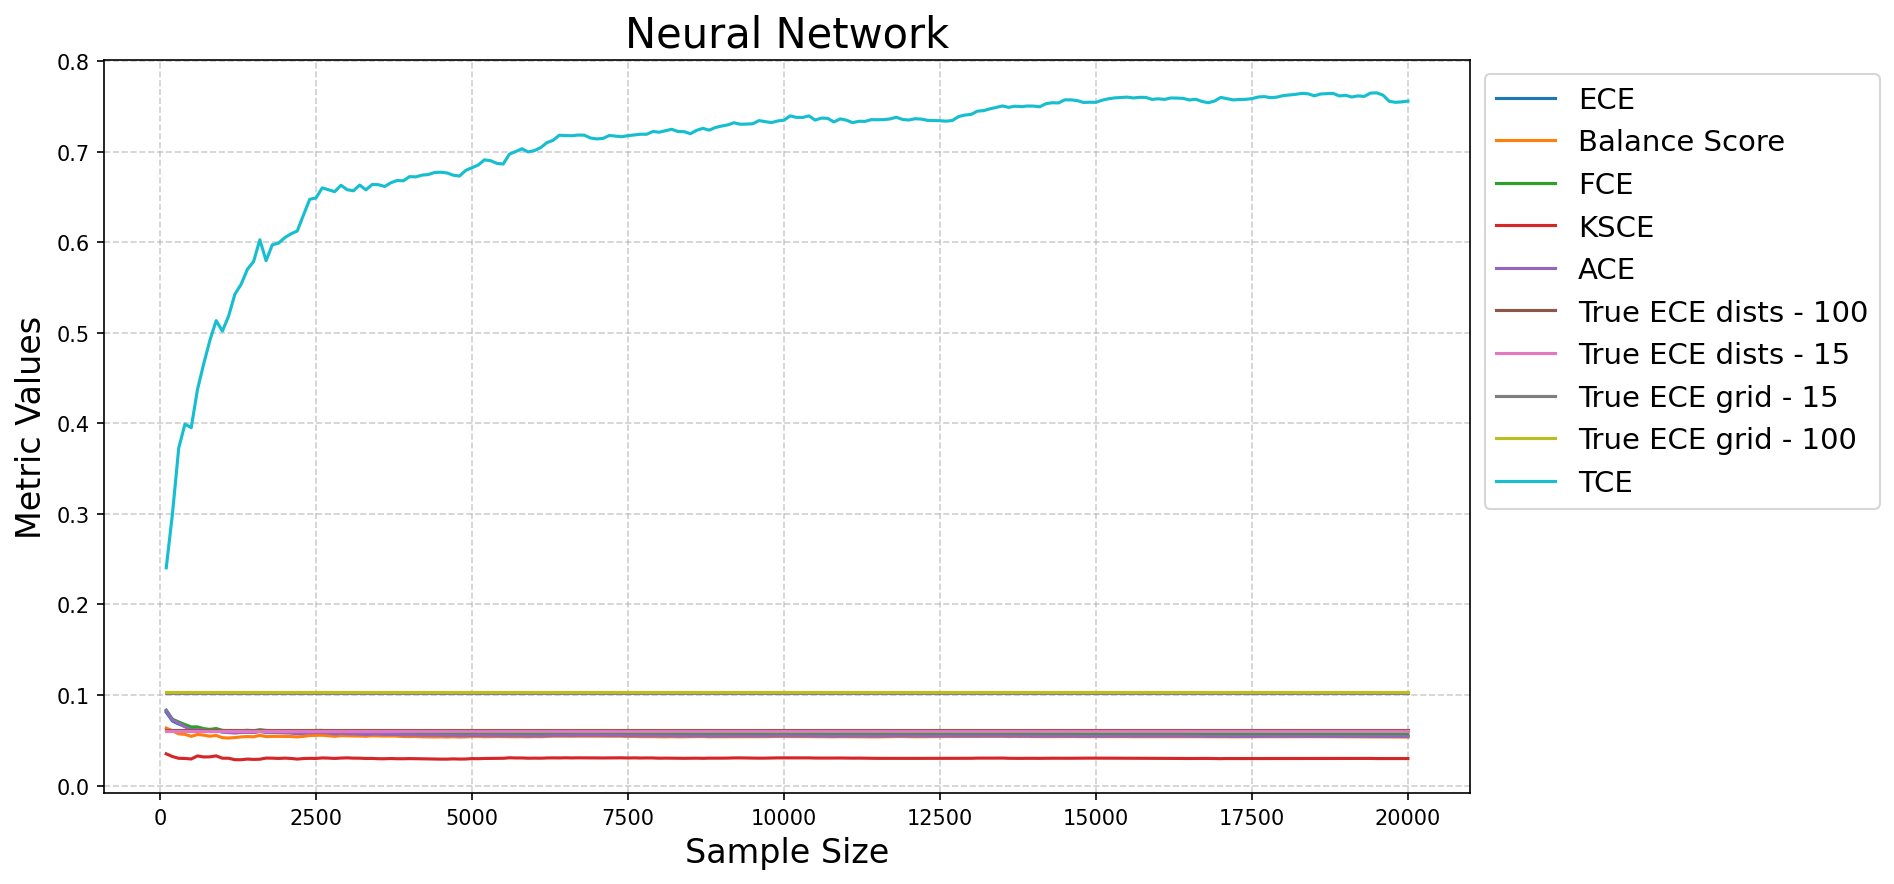 Neural Network
Metric Values
0.8
0.7
0.6
0.5
0.4
0.3
0.2
0.1
0.0
0 2500 5000 7500 10000 12500 15000 17500 20000
Sample Size
ECE
Balance Score
FCE
KSCE
ACE
True ECE dists - 100
True ECE dists - 15
True ECE grid - 15
True ECE grid - 100
TCE